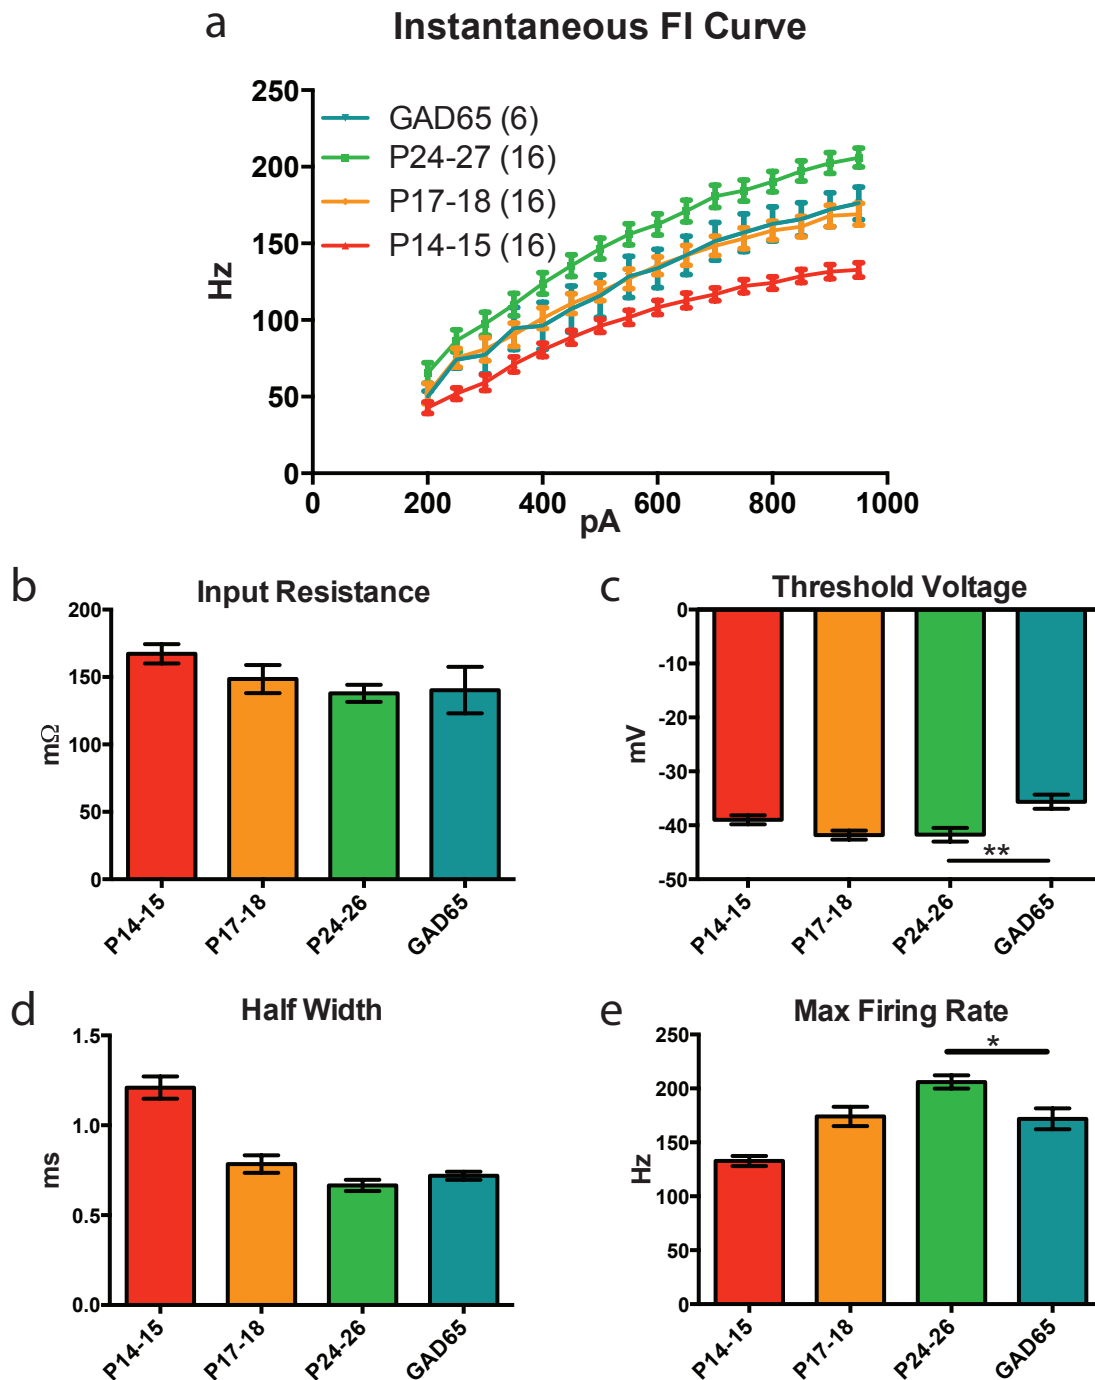 a
Instantaneous FI Curve
250
200
150
100
50
0
Hz
GAD65 (6)
P24-27 (16)
P17-18 (16)
P14-15 (16)
0 200 400 600 800 1000
pA
b
Input Resistance
200
150
100
50
0
mΩ
P14-15 P17-18 P24-26 GAD65
c
Threshold Voltage
0
-10
-20
-30
-40
-50
mV
**
P14-15 P17-18 P24-26 GAD65
d
Half Width
1.5
1.0
0.5
0.0
ms
P14-15 P17-18 P24-26 GAD65
e
Max Firing Rate
250
200
150
100
50
0
Hz
*
P14-15 P17-18 P24-26 GAD65